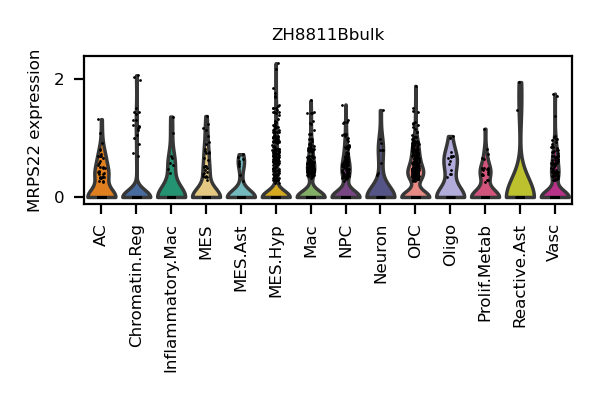 ZH8811Bbulk
MRPS22 expression
2
0
AC
Chromatin.Reg
Inflammatory.Mac
MES
MES.Ast
MES.Hyp
Mac
NPC
Neuron
OPC
Oligo
Prolif.Metab
Reactive.Ast
Vasc